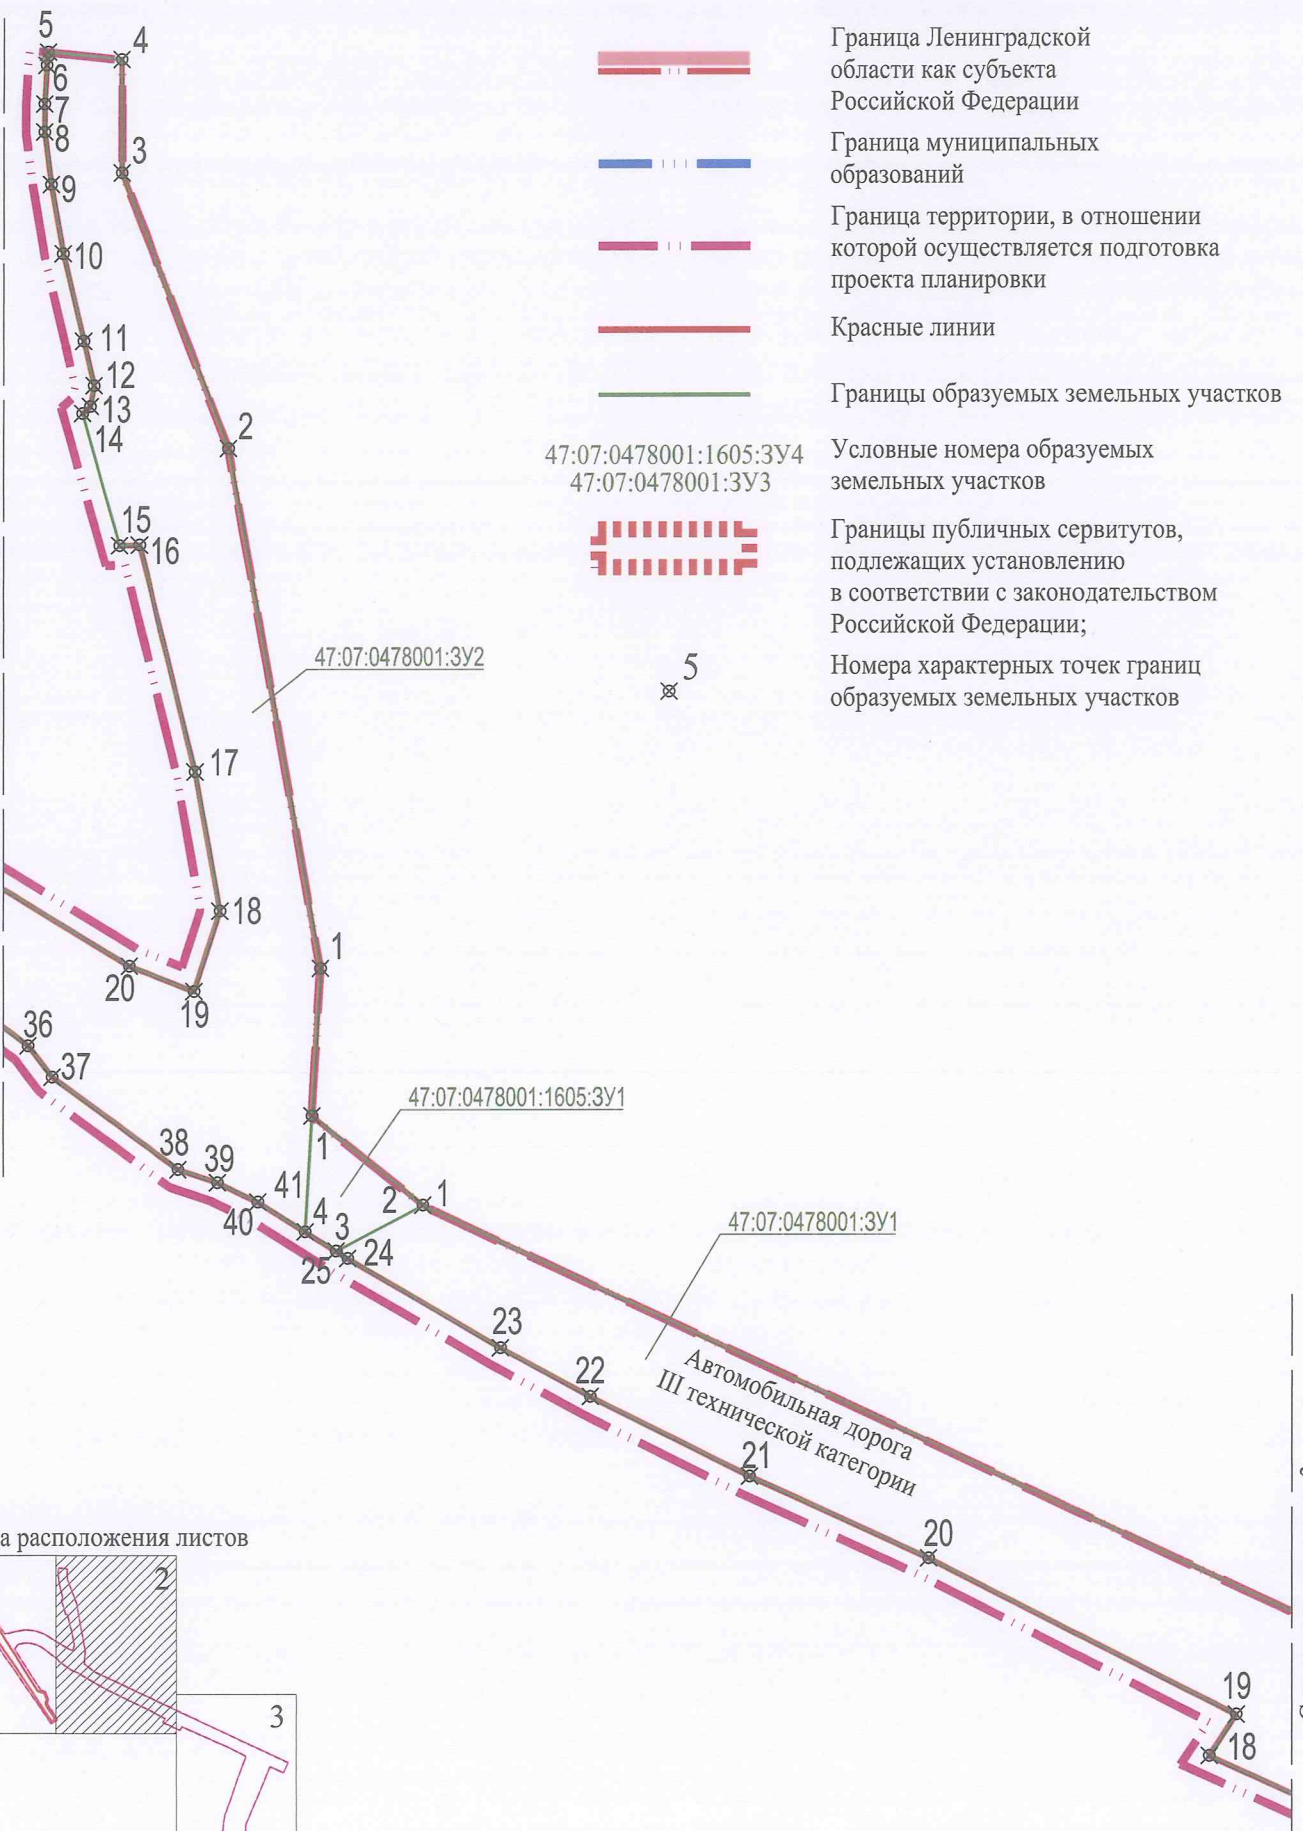 5
4
6
7
8
3
9
10
11
12
13
14
2
15
16
17
18
1
20
19
36
37
38
39
41
40
1
4
3
2
1
25
24
23
22
21
20
19
18
Граница Ленинградской
области как субъекта
Российской Федерации
Граница муниципальных
образований
Граница территории, в отношении
которой осуществляется подготовка
проекта планировки
Красные линии
Границы образуемых земельных участков
47:07:0478001:1605:ЗУ4
47:07:0478001:ЗУ3
Условные номера образуемых
земельных участков
Границы публичных сервитутов,
подлежащих установлению
в соответствии с законодательством
Российской Федерации;
5
Номера характерных точек границ
образуемых земельных участков
47:07:0478001:ЗУ2
47:07:0478001:1605:ЗУ1
47:07:0478001:ЗУ1
Автомобильная дорога
III технической категории
а расположения листов
2
3